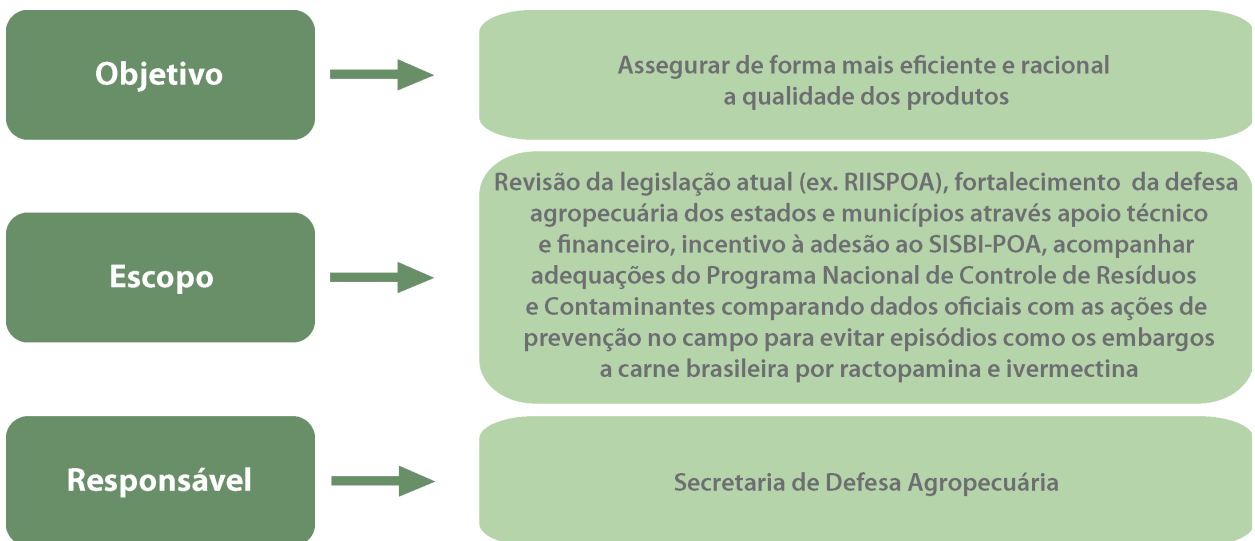 Objetivo
Assegurar de forma mais eficiente e racional
a qualidade dos produtos
Escopo
Revisão da legislação atual (ex. RIISPOA), fortalecimento da defesa
agropecuária dos estados e municípios através apoio técnico
e financeiro, incentivo à adesão ao SISBI-POA, acompanhar
adequações do Programa Nacional de Controle de Resíduos
e Contaminantes comparando dados oficiais com as ações de
prevenção no campo para evitar episódios como os embargos
a carne brasileira por ractopamina e ivermectina
Responsável
Secretaria de Defesa Agropecuária